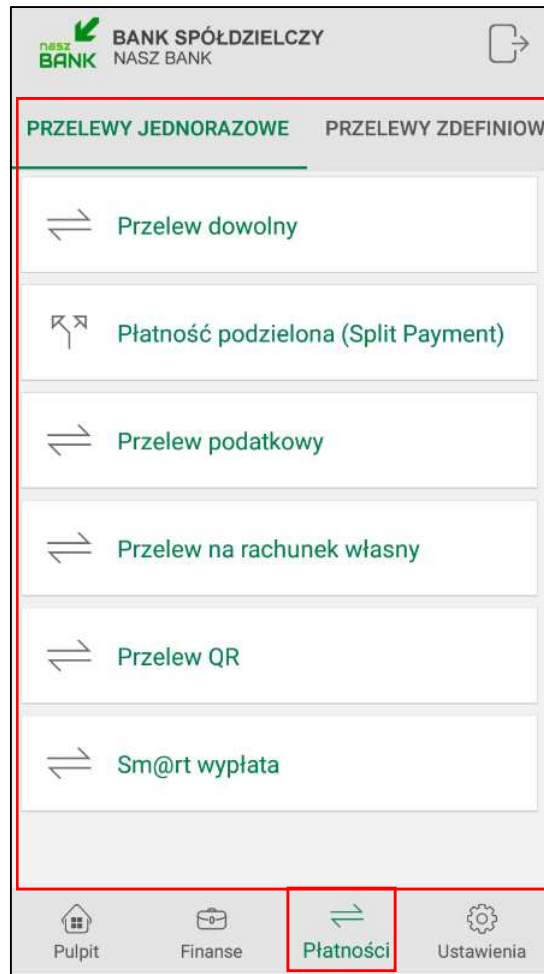 nasz
BANK
BANK SPÓŁDZIELCZY
NASZ BANK
PRZELEWY JEDNORAZOWE PRZELEWY ZDEFINIOW
Przelew dowolny
Płatność podzielona (Split Payment)
Przelew podatkowy
Przelew na rachunek własny
Przelew QR
Sm@rt wypłata
Pulpit Finanse Płatności Ustawienia